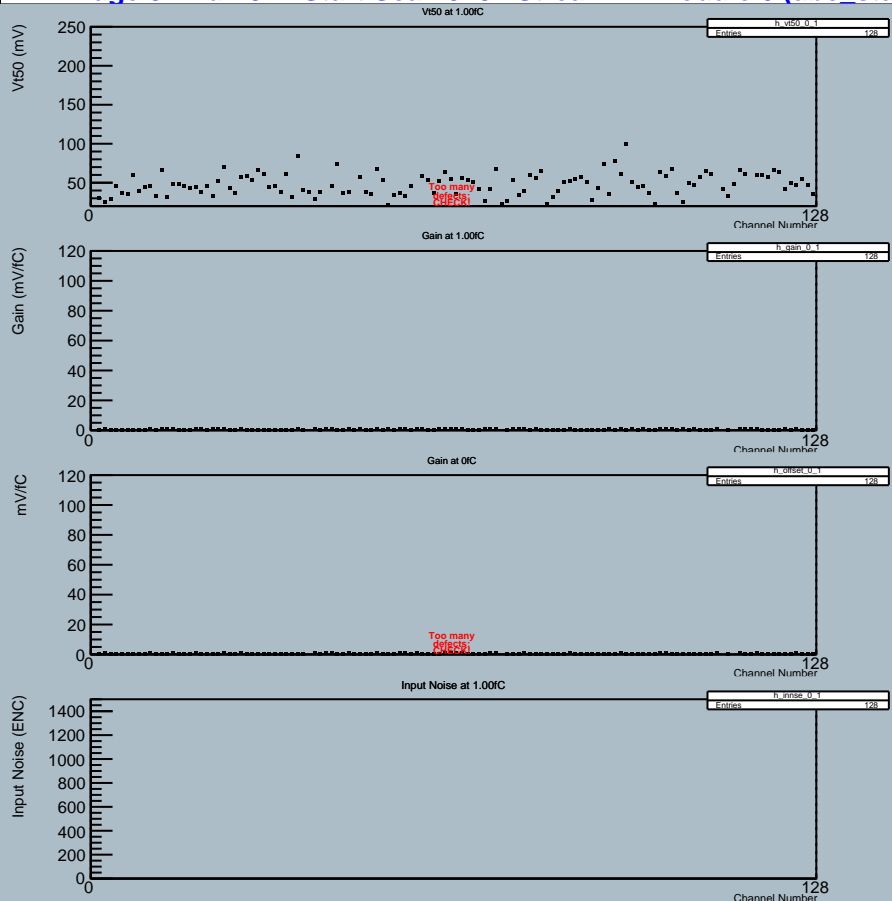 Vt50 at 1.00fC
h_vt50_0_1
Entries 128
Vt50 (mV)
250
200
150
100
50
Too many
defects:
CHECK!
0
128
Channel Number
Gain at 1.00fC
h_gain_0_1
Entries 128
Gain (mV/fC)
120
100
80
60
40
20
0
0
128
Channel Number
Gain at 0fC
h_offset_0_1
Entries 128
mV/fC
120
100
80
60
40
20
0
Too many
defects:
CHECK!
0
128
Channel Number
Input Noise at 1.00fC
h_innse_0_1
Entries 128
Input Noise (ENC)
1400
1200
1000
800
600
400
200
0
0
128
Channel Number